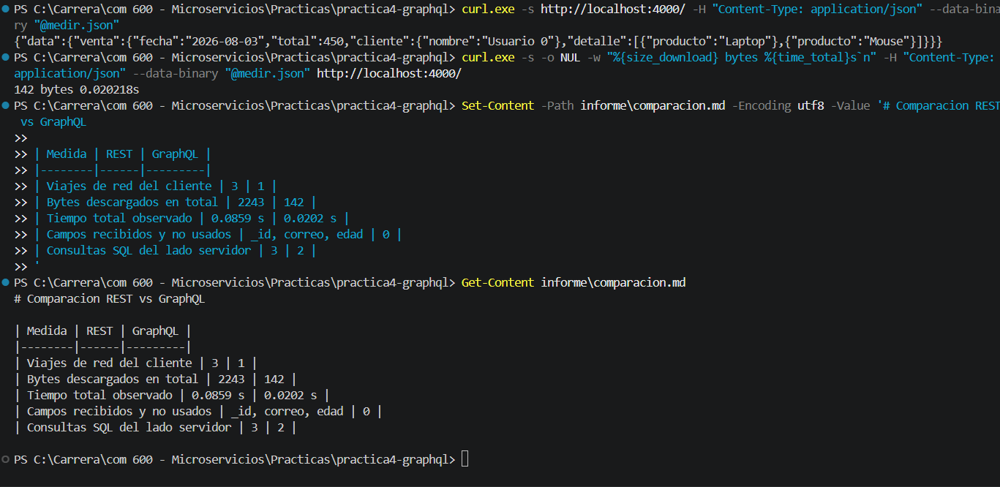 PS C:\Carrera\com 600 - Microservicios\Practicas\practica4-graphql> curl.exe -s http://localhost:4000/ -H "Content-Type: application/json" --data-bina
ry "@medir.json"
{"data":{"venta":{"fecha":"2026-08-03","total":450,"cliente":{"nombre":"Usuario 0"},"detalle":[{"producto":"Laptop"},{"producto":"Mouse"}]}}}
PS C:\Carrera\com 600 - Microservicios\Practicas\practica4-graphql> curl.exe -s -o NUL -w "%{size_download} bytes %{time_total}s`n" -H "Content-Type:
application/json" --data-binary "@medir.json" http://localhost:4000/
142 bytes 0.020218s
PS C:\Carrera\com 600 - Microservicios\Practicas\practica4-graphql> Set-Content -Path informe\comparacion.md -Encoding utf8 -Value '# Comparacion REST
vs GraphQL
>>
>> | Medida | REST | GraphQL |
>> |--------|------|---------|
>> | Viajes de red del cliente | 3 | 1 |
>> | Bytes descargados en total | 2243 | 142 |
>> | Tiempo total observado | 0.0859 s | 0.0202 s |
>> | Campos recibidos y no usados | _id, correo, edad | 0 |
>> | Consultas SQL del lado servidor | 3 | 2 |
>> '
PS C:\Carrera\com 600 - Microservicios\Practicas\practica4-graphql> Get-Content informe\comparacion.md
# Comparacion REST vs GraphQL
| Medida | REST | GraphQL |
|--------|------|---------|
| Viajes de red del cliente | 3 | 1 |
| Bytes descargados en total | 2243 | 142 |
| Tiempo total observado | 0.0859 s | 0.0202 s |
| Campos recibidos y no usados | _id, correo, edad | 0 |
| Consultas SQL del lado servidor | 3 | 2 |
PS C:\Carrera\com 600 - Microservicios\Practicas\practica4-graphql>